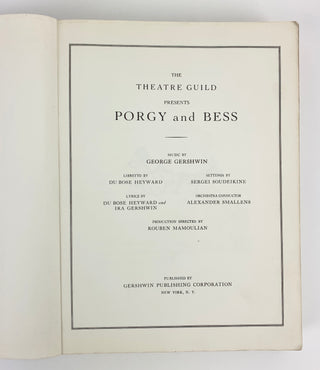 THE
THEATRE GUILD
PRESENTS
PORGY and BESS
MUSIC BY
GEORGE GERSHWIN
LIBRETTO BY
DU BOSE HEYWARD
SETTINGS BY
SERGEI SOUDEIKINE
LYRICS BY
DU BOSE HEYWARD and
IRA GERSHWIN
ORCHESTRA CONDUCTOR
ALEXANDER SMALLENS
PRODUCTION DIRECTED BY
ROUBEN MAMOULIAN
PUBLISHED BY
GERSHWIN PUBLISHING CORPORATION
NEW YORK, N. Y.